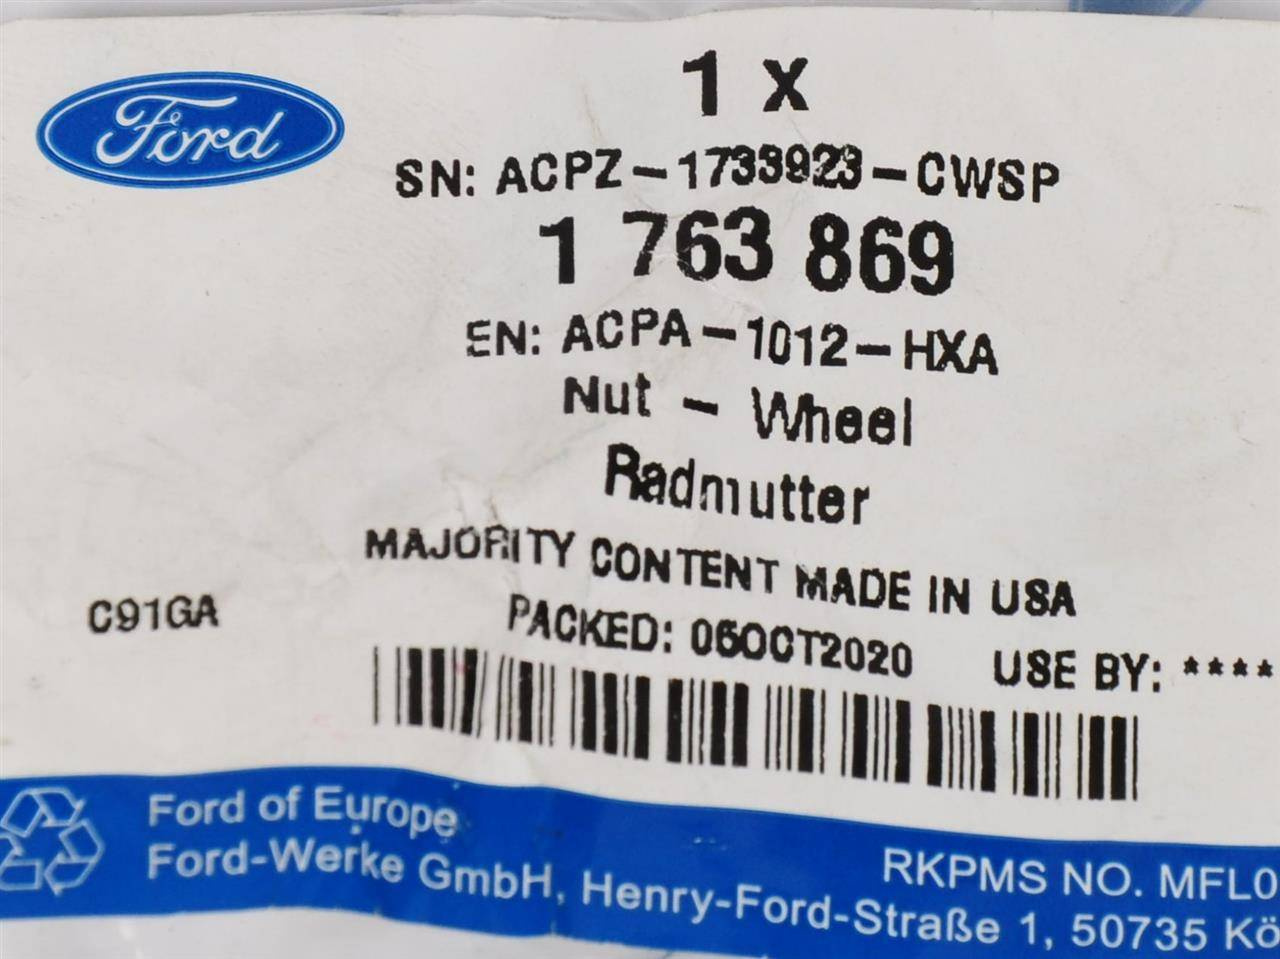 Ford
1 x
SN: ACPZ-1733923-CWSP
1 763 869
EN: ACPA-1012-HXA
Nut - Wheel
Radmutter
MAJORITY CONTENT MADE IN USA
C91GA
PACKED: 06OCT2020 USE BY: ****
Ford of Europe
Ford-Werke GmbH, Henry-Ford-Straße 1, 50735 Kö
RKPMS NO. MFL0